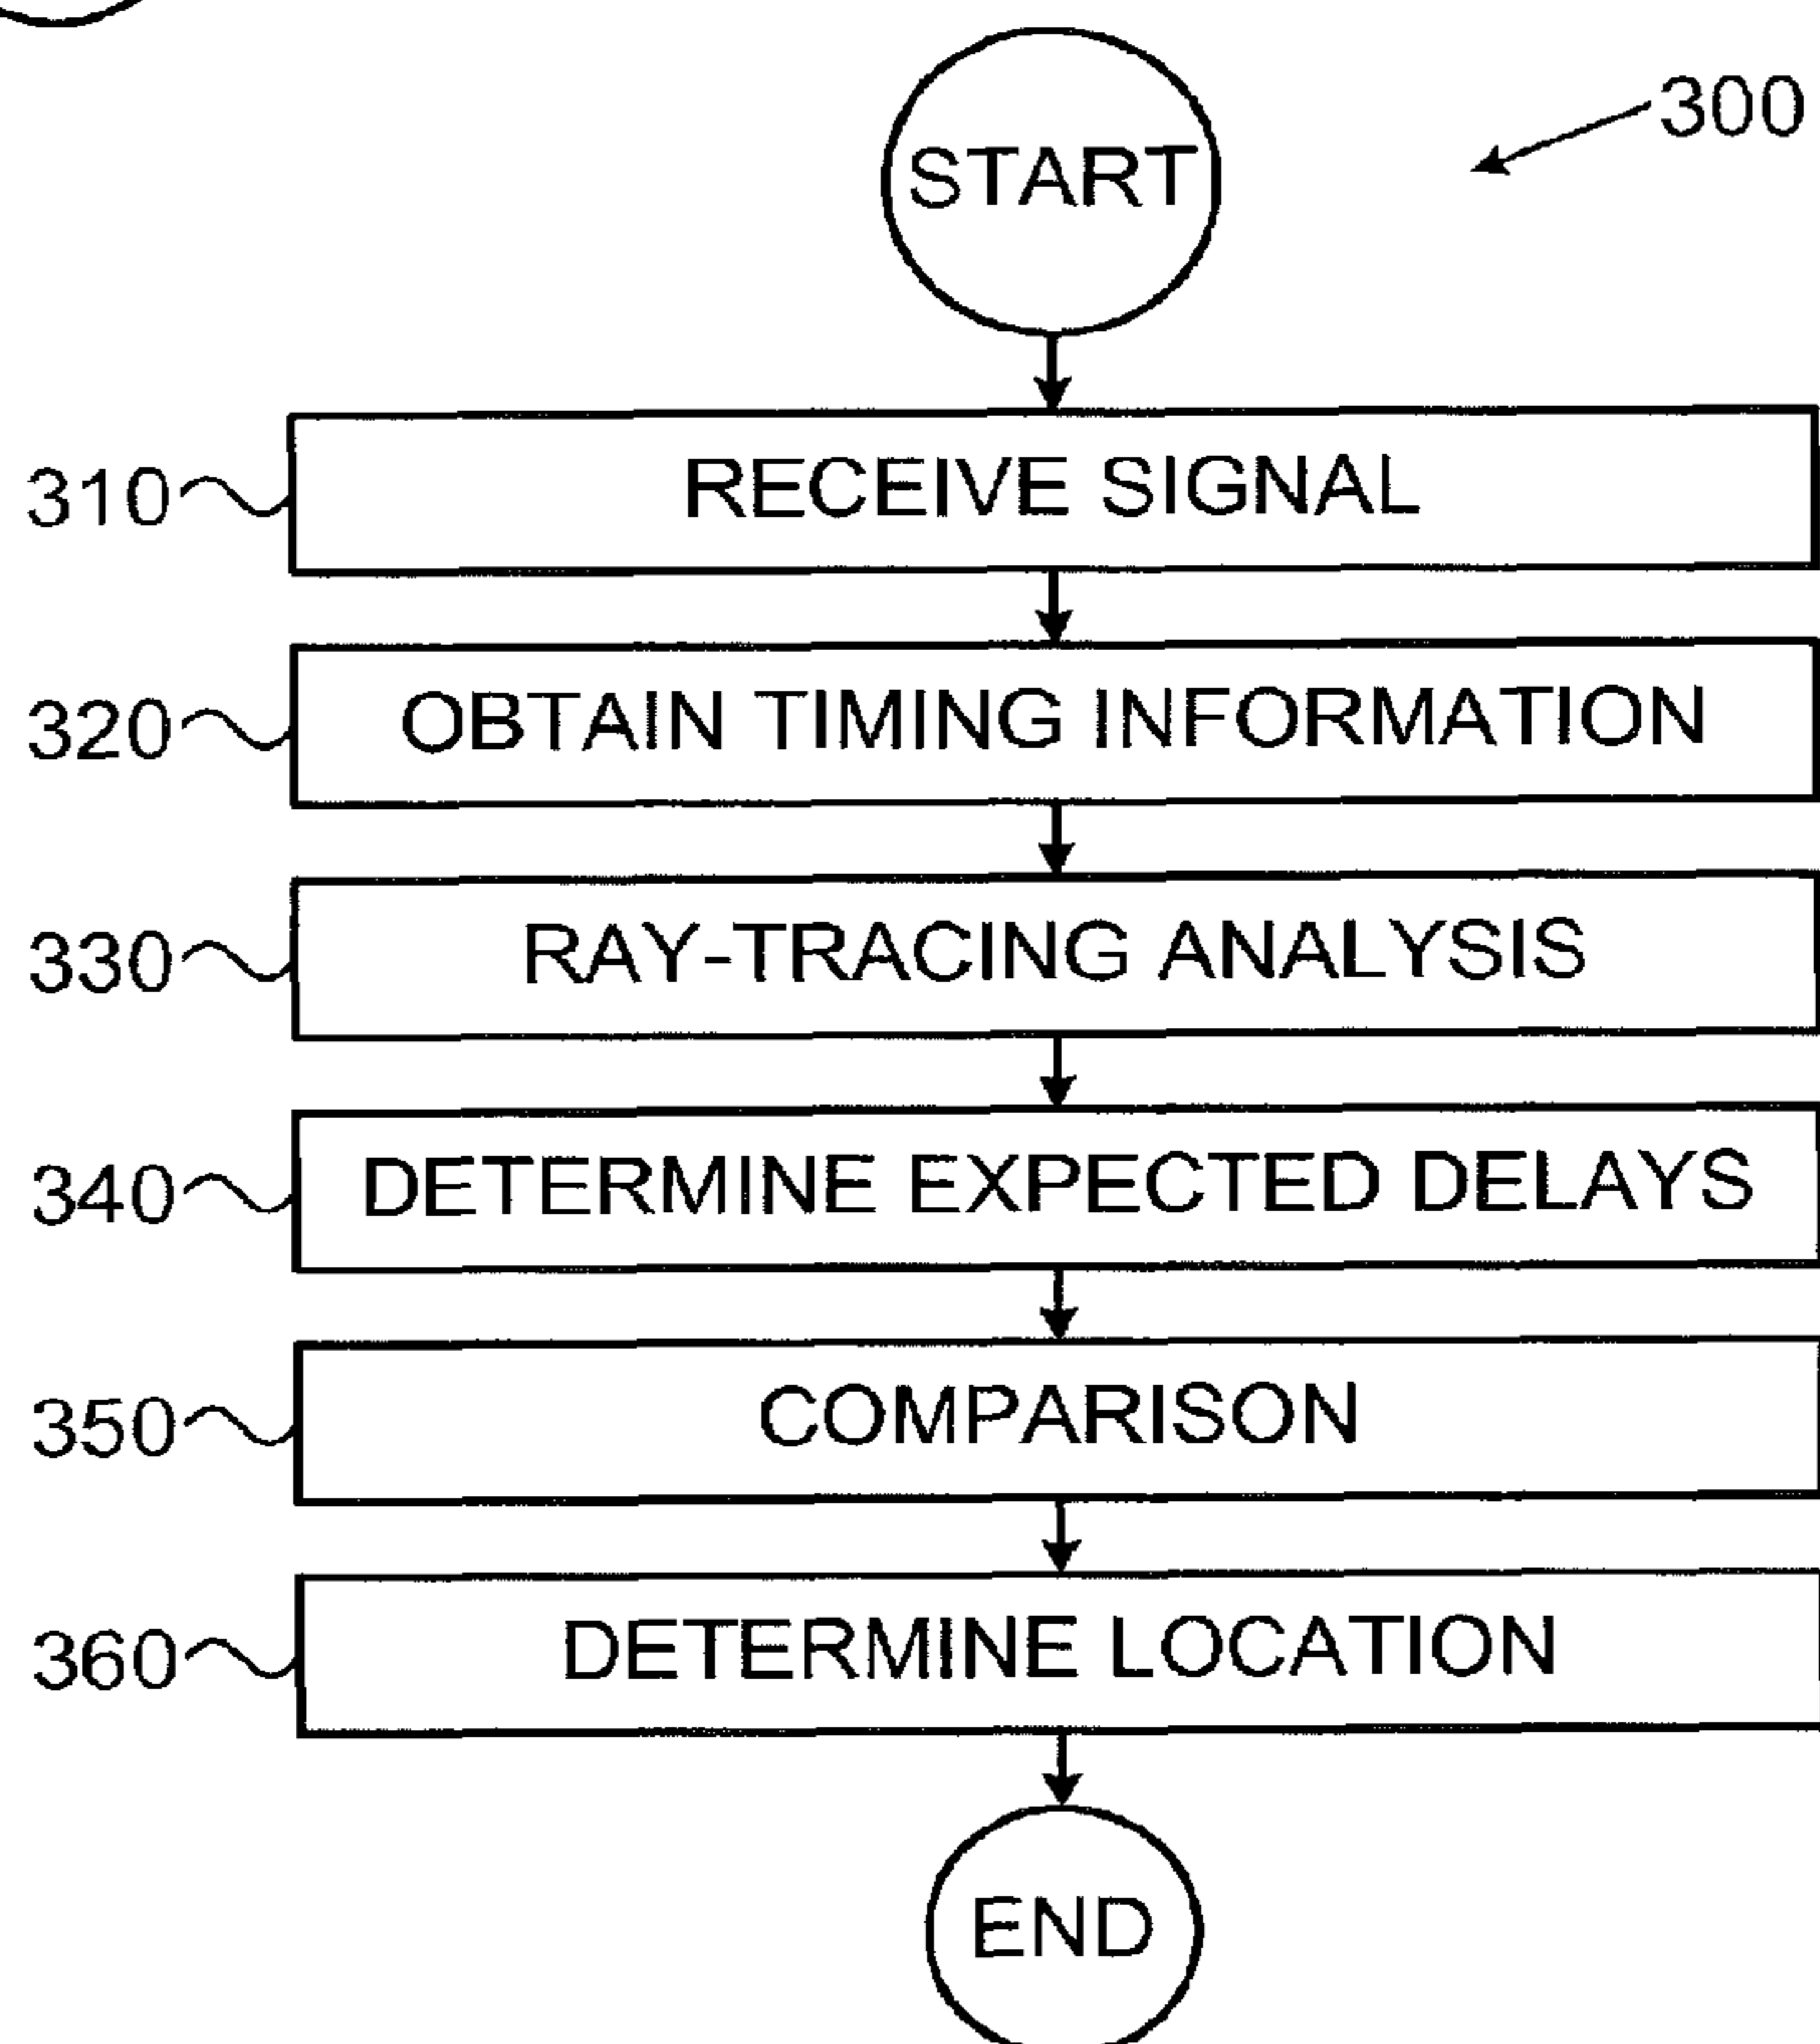 START
300
310 RECEIVE SIGNAL
320 OBTAIN TIMING INFORMATION
330 RAY-TRACING ANALYSIS
340 DETERMINE EXPECTED DELAYS
350 COMPARISON
360 DETERMINE LOCATION
END